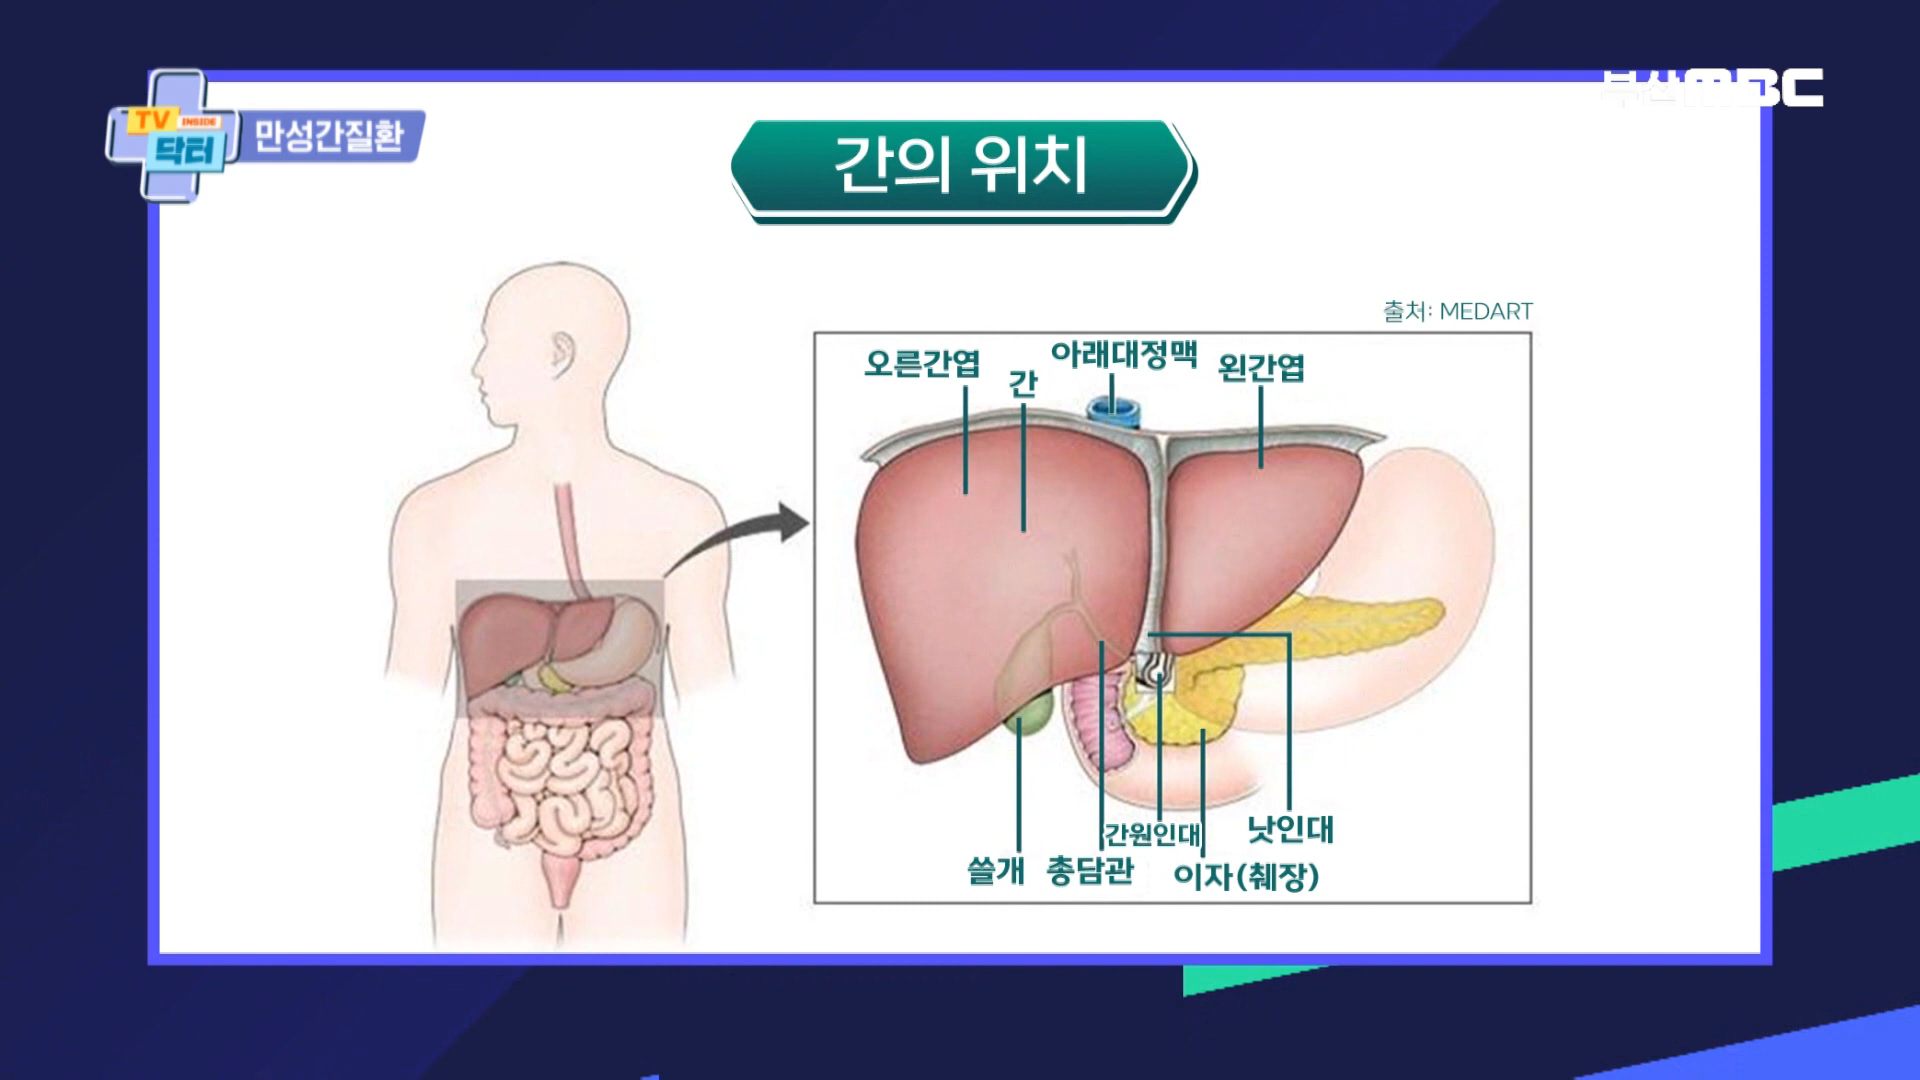 TV INSIDE
닥터
만성간질환
부산MBC
간의 위치
출처: MEDART
오른간엽
간
아래대정맥
왼간엽
쓸개
총담관
간원인대
이자(췌장)
낫인대